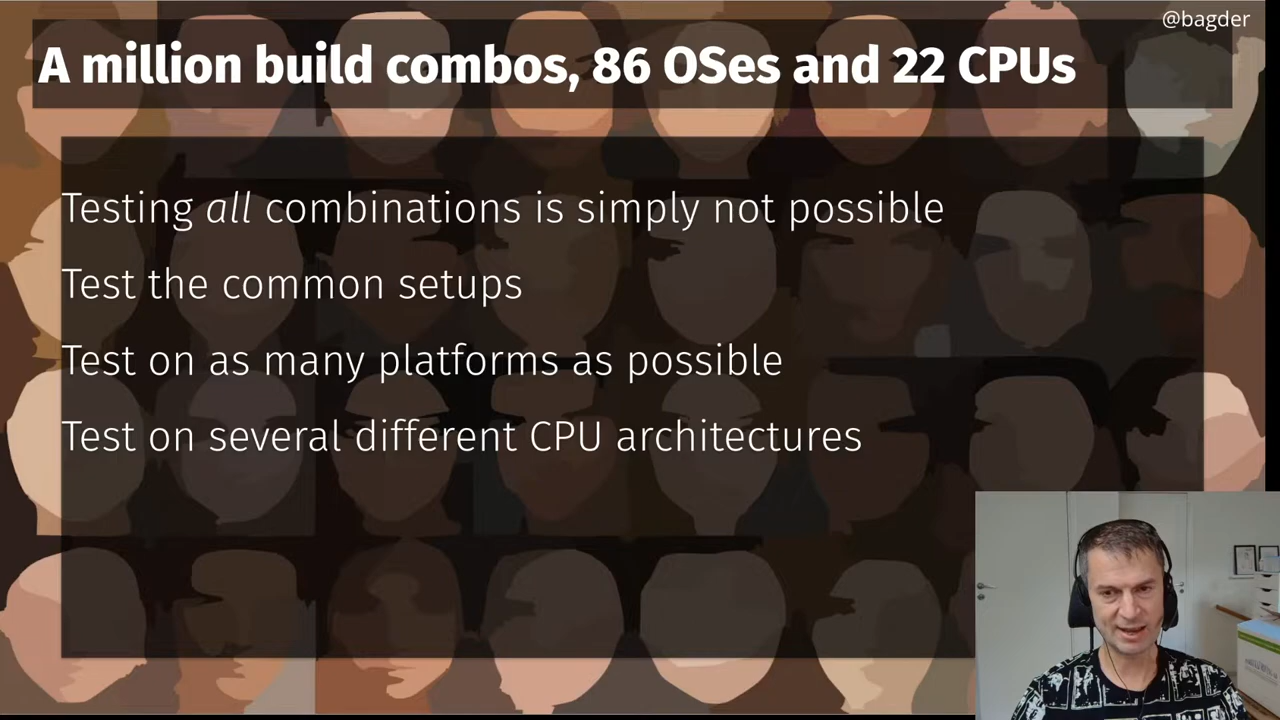 @bagder
A million build combos, 86 OSes and 22 CPUs
Testing all combinations is simply not possible
Test the common setups
Test on as many platforms as possible
Test on several different CPU architectures